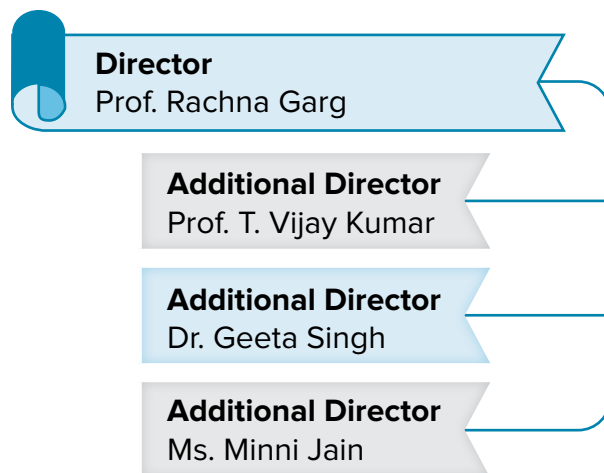 Director
Prof. Rachna Garg
Additional Director
Prof. T. Vijay Kumar
Additional Director
Dr. Geeta Singh
Additional Director
Ms. Minni Jain